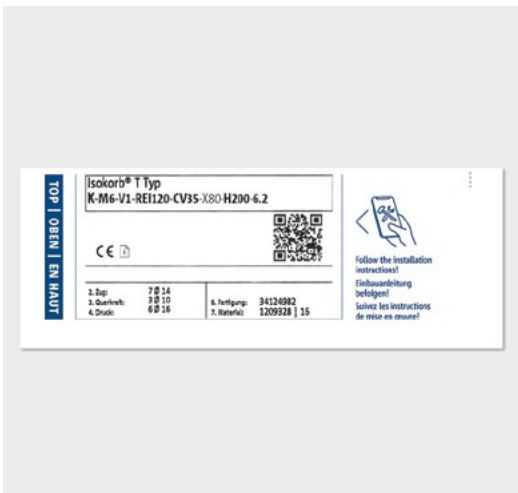 TOP | OBEN | EN HAUT
Isokorb® T Typ
K-M6-V1-REI120-CV35-X80-H200-6.2
CE
2. Zug: 7 Ø 14
3. Querkraft: 3 Ø 10
4. Druck: 6 Ø 16
6. Fertigung: 34124982
7. Material: 1209328 | 16
Follow the installation
instructions!
Einbauanleitung
befolgen!
Suivez les instructions
de mise en œuvre!